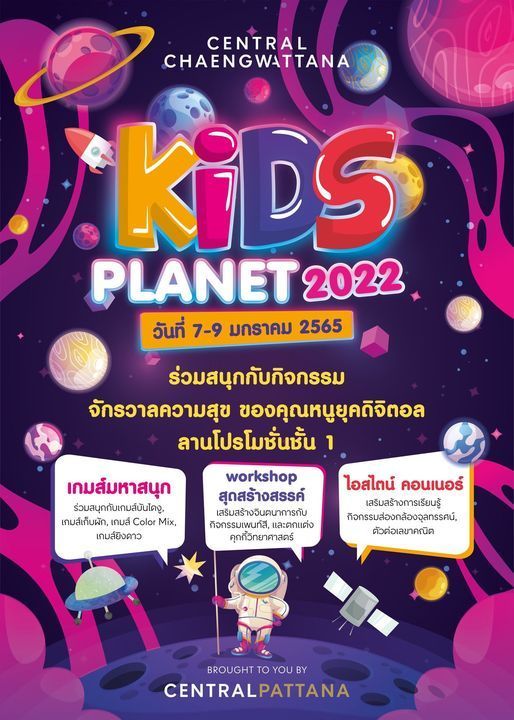 CENTRAL
CHAENGWATTANA
KiDS
PLANET 2022
วันที่ 7-9 มกราคม 2565
ร่วมสนุกกับกิจกรรม
จักรวาลความสุข ของคุณหนูยุคดิจิตอล
ลานโปรโมชั่นชั้น 1
เกมส์มหาสนุก
ร่วมสนุกกับเกมส์บันไดงู,
เกมส์เก็บผัก, เกมส์ Color Mix,
เกมส์ยิงดาว
workshop
สุดสร้างสรรค์
เสริมสร้างจินตนาการกับ
กิจกรรมเพนท์สี, และตกแต่ง
คุกกี้วิทยาศาสตร์
ไอสไตน์ คอนเนอร์
เสริมสร้างการเรียนรู้
กิจกรรมส่องกล้องจุลทรรศน์,
ตัวต่อเลขาคณิต
BROUGHT TO YOU BY
CENTRALPATTANA